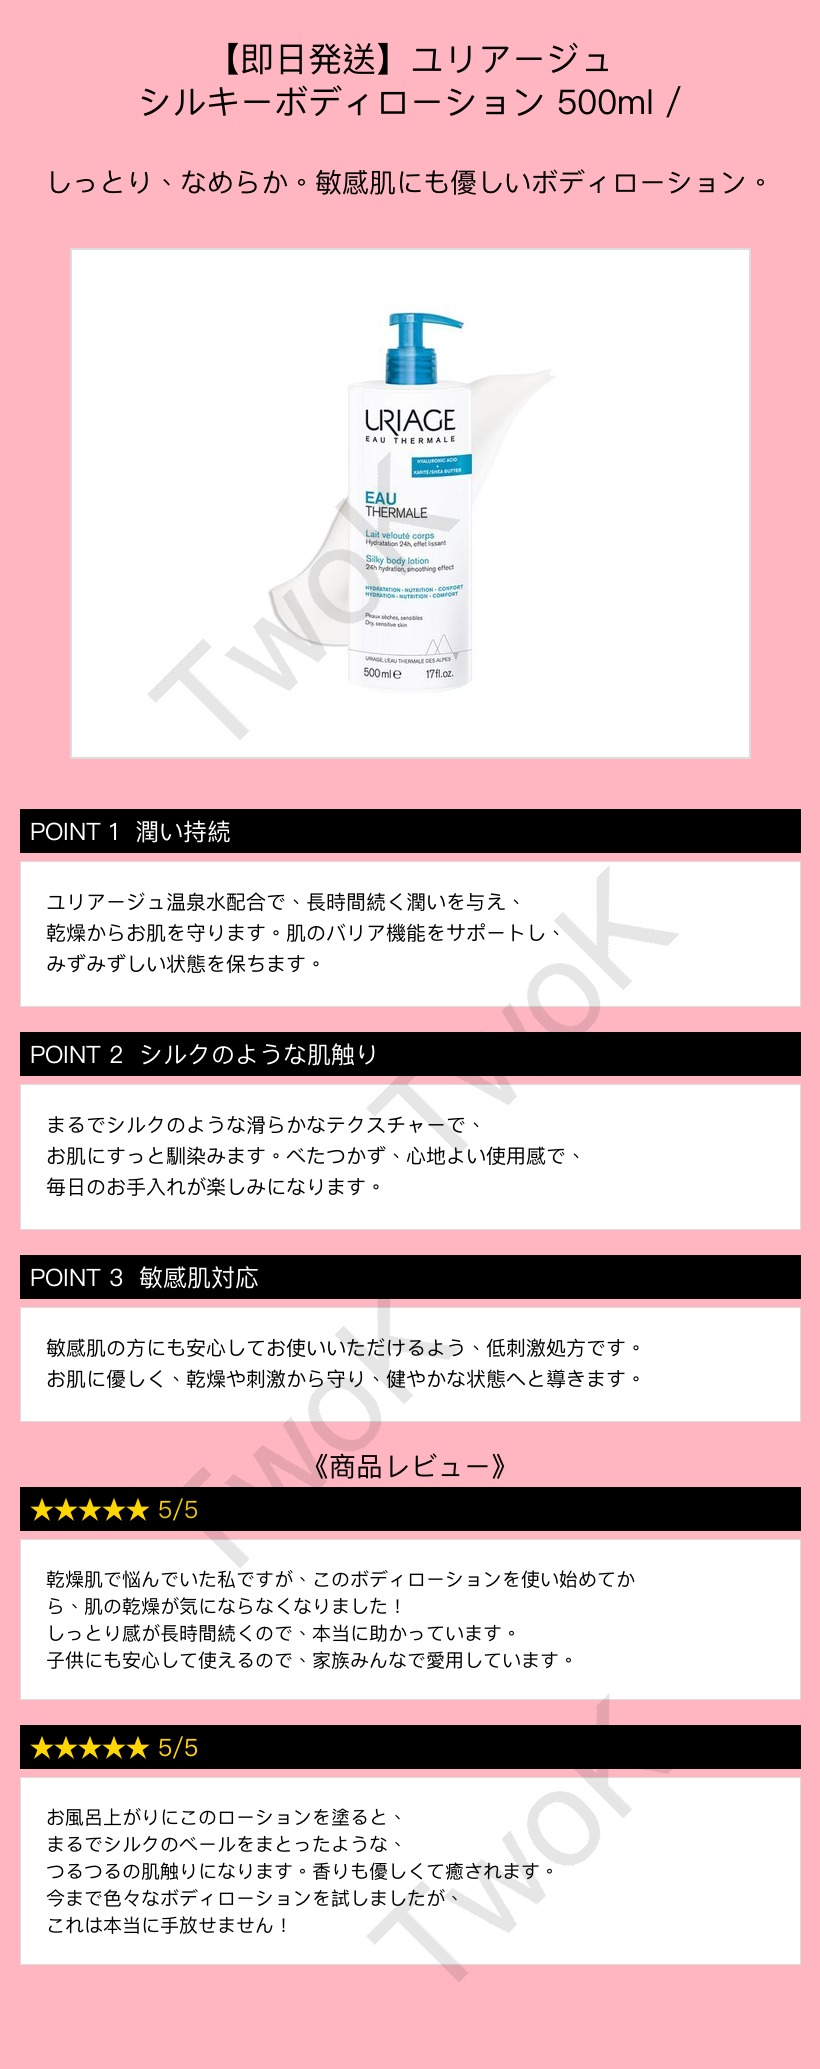 【即日発送】ユリアージュ
シルキーボディローション 500ml /
しっとり、なめらか。敏感肌にも優しいボディローション。
URIAGE
EAU THERMALE
HYALURONIC ACID
+
KARITÉ/SHEA BUTTER
EAU
THERMALE
Lait velouté corps
Hydratation 24h, effet lissant
Silky body lotion
24h hydration, smoothing effect
HYDRATATION - NUTRITION - CONFORT
HYDRATION - NUTRITION - COMFORT
Peaux sèches, sensibles
Dry, sensitive skin
URIAGE, L'EAU THERMALE DES ALPES
500 ml e 17 fl.oz.
TwoK
POINT 1 潤い持続
ユリアージュ温泉水配合で、長時間続く潤いを与え、
乾燥からお肌を守ります。肌のバリア機能をサポートし、
みずみずしい状態を保ちます。
TwoK
POINT 2 シルクのような肌触り
まるでシルクのような滑らかなテクスチャーで、
お肌にすっと馴染みます。べたつかず、心地よい使用感で、
毎日のお手入れが楽しみになります。
POINT 3 敏感肌対応
敏感肌の方にも安心してお使いいただけるよう、低刺激処方です。
お肌に優しく、乾燥や刺激から守り、健やかな状態へと導きます。
TwoK
《商品レビュー》
★★★★★ 5/5
乾燥肌で悩んでいた私ですが、このボディローションを使い始めてか
ら、肌の乾燥が気にならなくなりました！
しっとり感が長時間続くので、本当に助かっています。
子供にも安心して使えるので、家族みんなで愛用しています。
★★★★★ 5/5
お風呂上がりにこのローションを塗ると、
まるでシルクのベールをまとったような、
つるつるの肌触りになります。香りも優しくて癒されます。
今まで色々なボディローションを試しましたが、
これは本当に手放せません！
TwoK